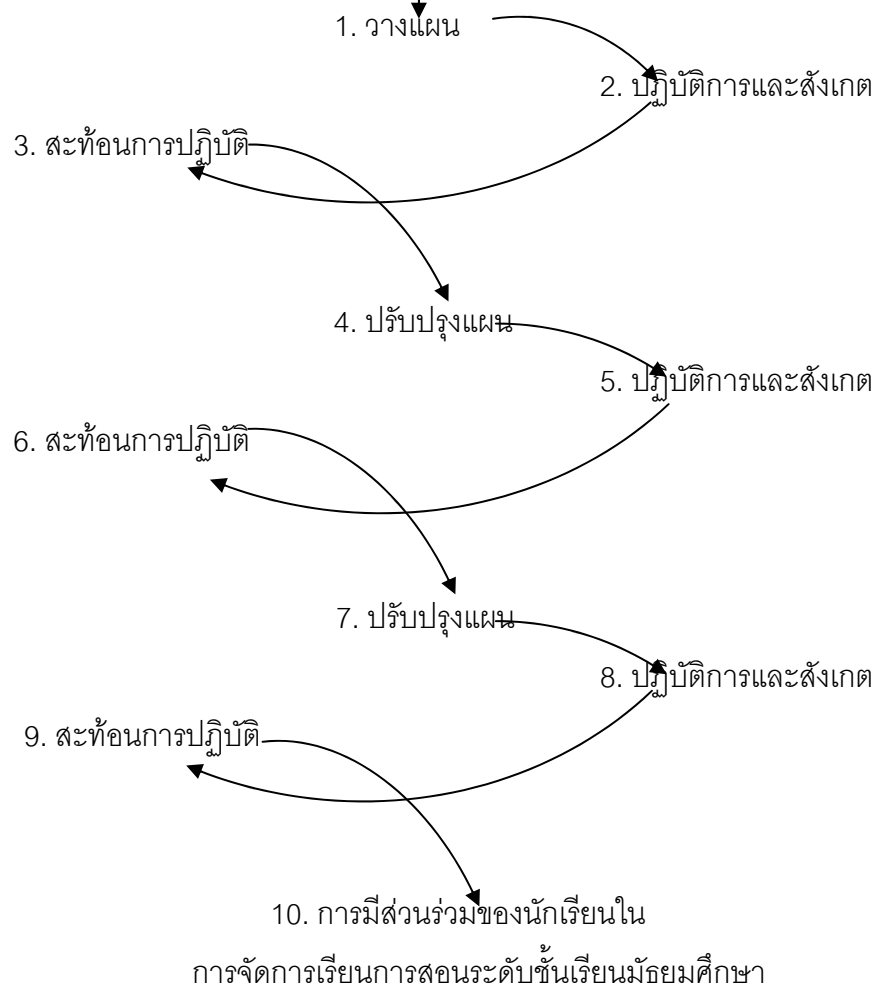 1. วางแผน
2. ปฏิบัติการและสังเกต
3. สะท้อนการปฏิบัติ
4. ปรับปรุงแผน
5. ปฏิบัติการและสังเกต
6. สะท้อนการปฏิบัติ
7. ปรับปรุงแผน
8. ปฏิบัติการและสังเกต
9. สะท้อนการปฏิบัติ
10. การมีส่วนร่วมของนักเรียนใน
การจัดการเรียนการสอนระดับชั้นเรียนมัธยมศึกษา